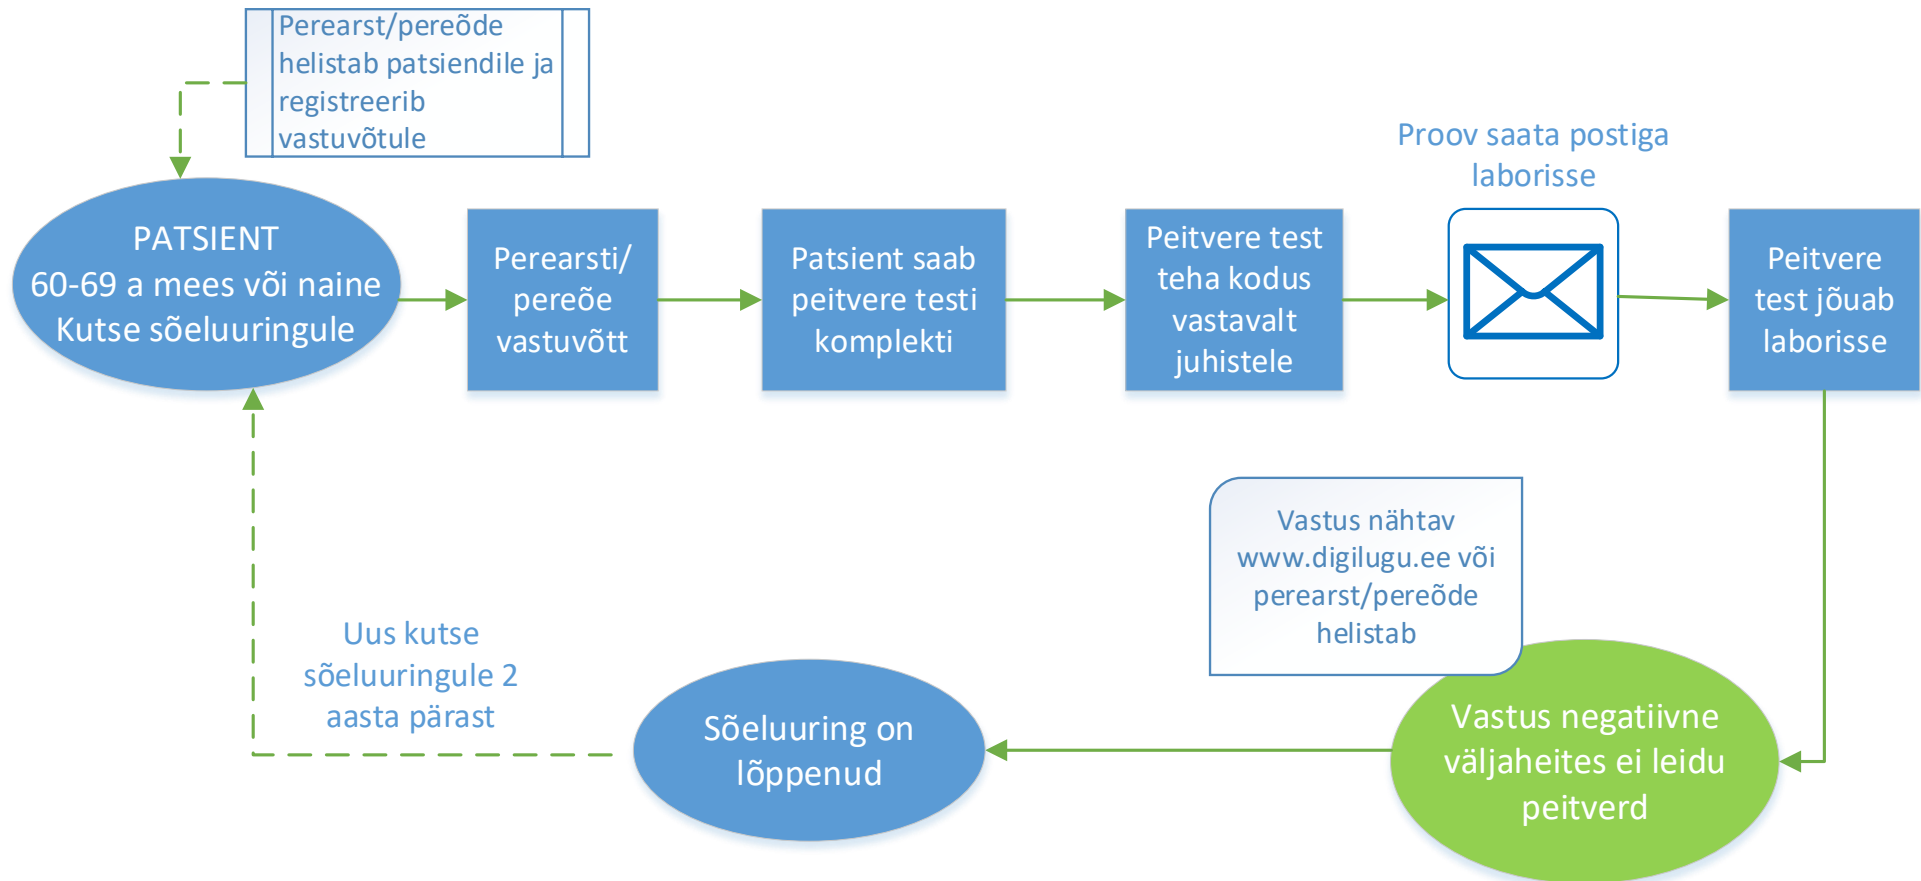 Perearst/pereõde
helistab patsiendile ja
registreerib
vastuvõtule
PATSIENT
60-69 a mees või naine
Kutse sõeluuringule
Perearsti/
pereõe
vastuvõtt
Patsient saab
peitvere testi
komplekti
Peitvere test
teha kodus
vastavalt
juhistele
Proov saata postiga
laborisse
Peitvere
test jõuab
laborisse
Vastus nähtav
www.digilugu.ee või
perearst/pereõde
helistab
Vastus negatiivne
väljaheites ei leidu
peitverd
Sõeluuring on
lõppenud
Uus kutse
sõeluuringule 2
aasta pärast